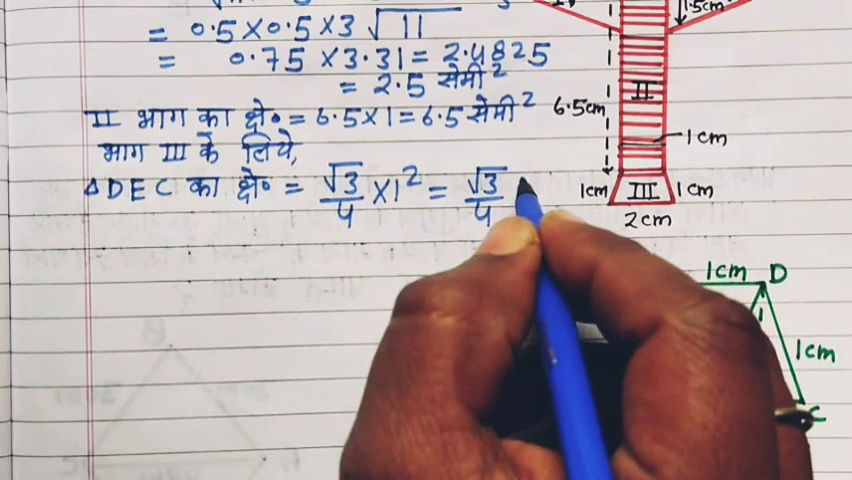 = 0.5 × 0.5 × 3 √11
= 0.75 × 3.31 = 2.4825
= 2.5 सेमी²
II भाग का क्षे० = 6.5 × 1 = 6.5 सेमी²
भाग III के लिये,
△DEC का क्षे० = √3/4 × 1² = √3/4
1.5cm
II
6.5cm
1cm
1cm III 1cm
2cm
1cm D
1cm
C